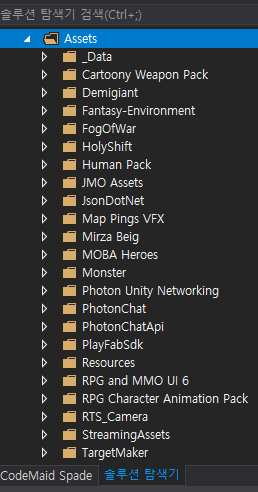 솔루션 탐색기 검색(Ctrl+;)
Assets
_Data
Cartoony Weapon Pack
Demigiant
Fantasy-Environment
FogOfWar
HolyShift
Human Pack
JMO Assets
JsonDotNet
Map Pings VFX
Mirza Beig
MOBA Heroes
Monster
Photon Unity Networking
PhotonChat
PhotonChatApi
PlayFabSdk
Resources
RPG and MMO UI 6
RPG Character Animation Pack
RTS_Camera
StreamingAssets
TargetMaker
CodeMaid Spade 솔루션 탐색기